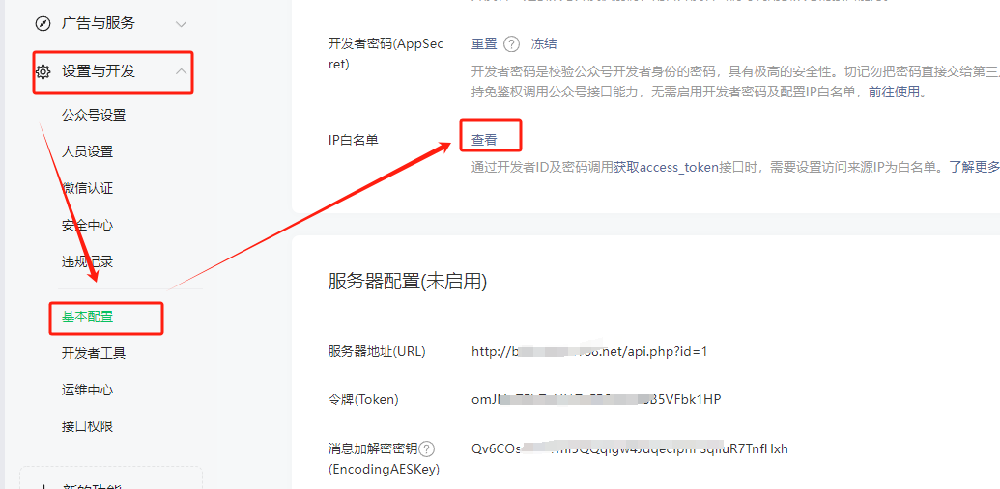 广告与服务
设置与开发
公众号设置
人员设置
微信认证
安全中心
违规记录
基本配置
开发者工具
运维中心
接口权限
开发者密码(AppSec
ret)
重置 ? 冻结
开发者密码是校验公众号开发者身份的密码，具有极高的安全性。切记勿把密码直接交给第三
持免鉴权调用公众号接口能力，无需启用开发者密码及配置IP白名单，前往使用。
IP白名单
查看
通过开发者ID及密码调用获取access_token接口时，需要设置访问来源IP为白名单。了解更多
服务器配置(未启用)
服务器地址(URL)
http://b .net/api.php?id=1
令牌(Token)
omJ B5VFbk1HP
消息加解密密钥 ?
(EncodingAESKey)
Qv6COs uR7TnfHxh